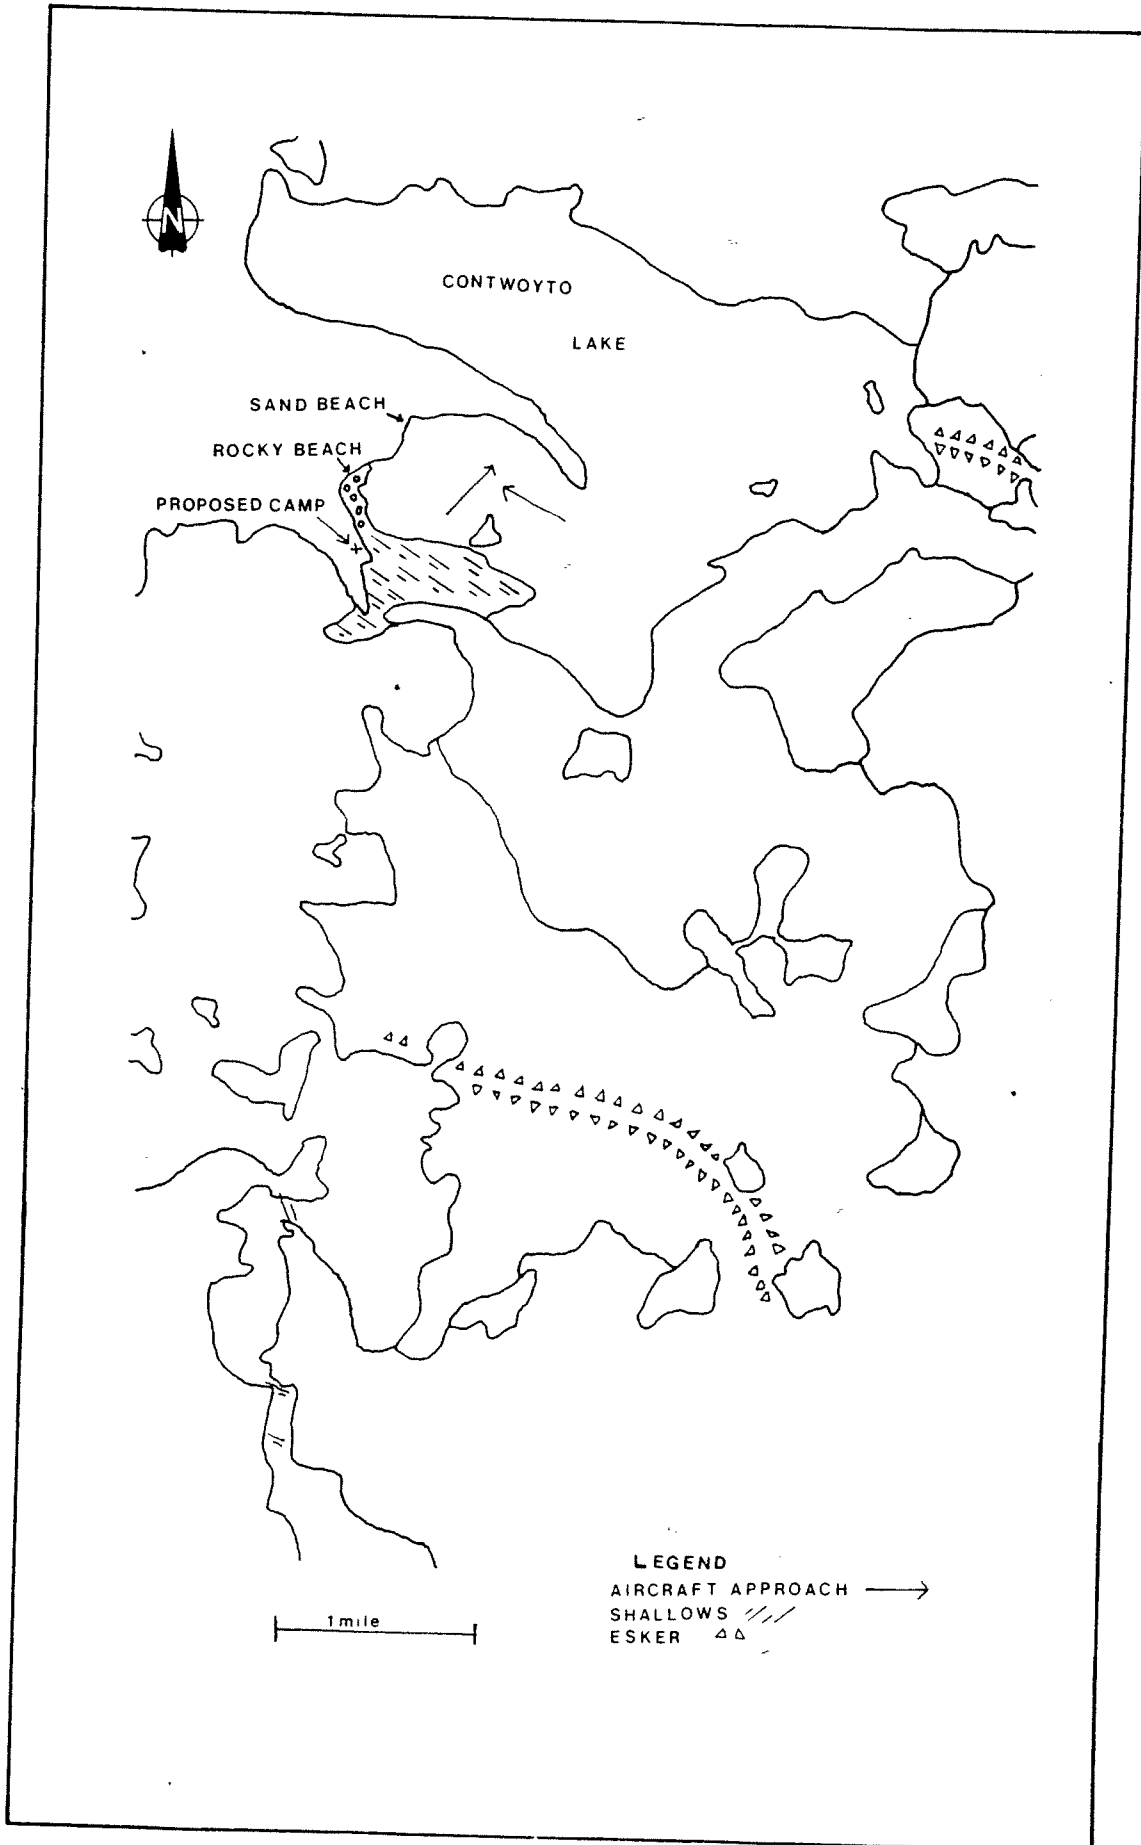 N
CONTWOYTO
LAKE
SAND BEACH
ROCKY BEACH
PROPOSED CAMP
LEGEND
AIRCRAFT APPROACH
SHALLOWS
ESKER
1 mile